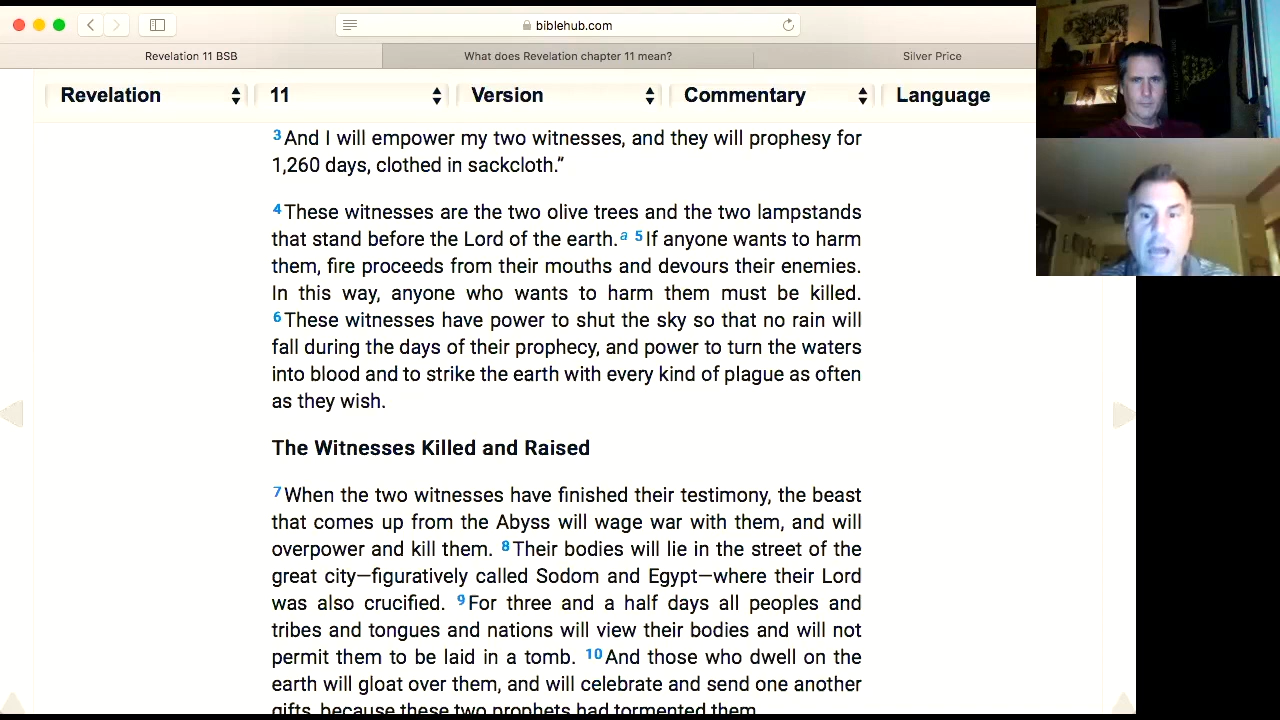 biblehub.com
Revelation 11 BSB
What does Revelation chapter 11 mean?
Silver Price
Revelation
11
Version
Commentary
Language
3 And I will empower my two witnesses, and they will prophesy for
1,260 days, clothed in sackcloth.”
4 These witnesses are the two olive trees and the two lampstands
that stand before the Lord of the earth. a 5 If anyone wants to harm
them, fire proceeds from their mouths and devours their enemies.
In this way, anyone who wants to harm them must be killed.
6 These witnesses have power to shut the sky so that no rain will
fall during the days of their prophecy, and power to turn the waters
into blood and to strike the earth with every kind of plague as often
as they wish.
The Witnesses Killed and Raised
7 When the two witnesses have finished their testimony, the beast
that comes up from the Abyss will wage war with them, and will
overpower and kill them. 8 Their bodies will lie in the street of the
great city—figuratively called Sodom and Egypt—where their Lord
was also crucified. 9 For three and a half days all peoples and
tribes and tongues and nations will view their bodies and will not
permit them to be laid in a tomb. 10 And those who dwell on the
earth will gloat over them, and will celebrate and send one another
gifts, because these two prophets had tormented them.